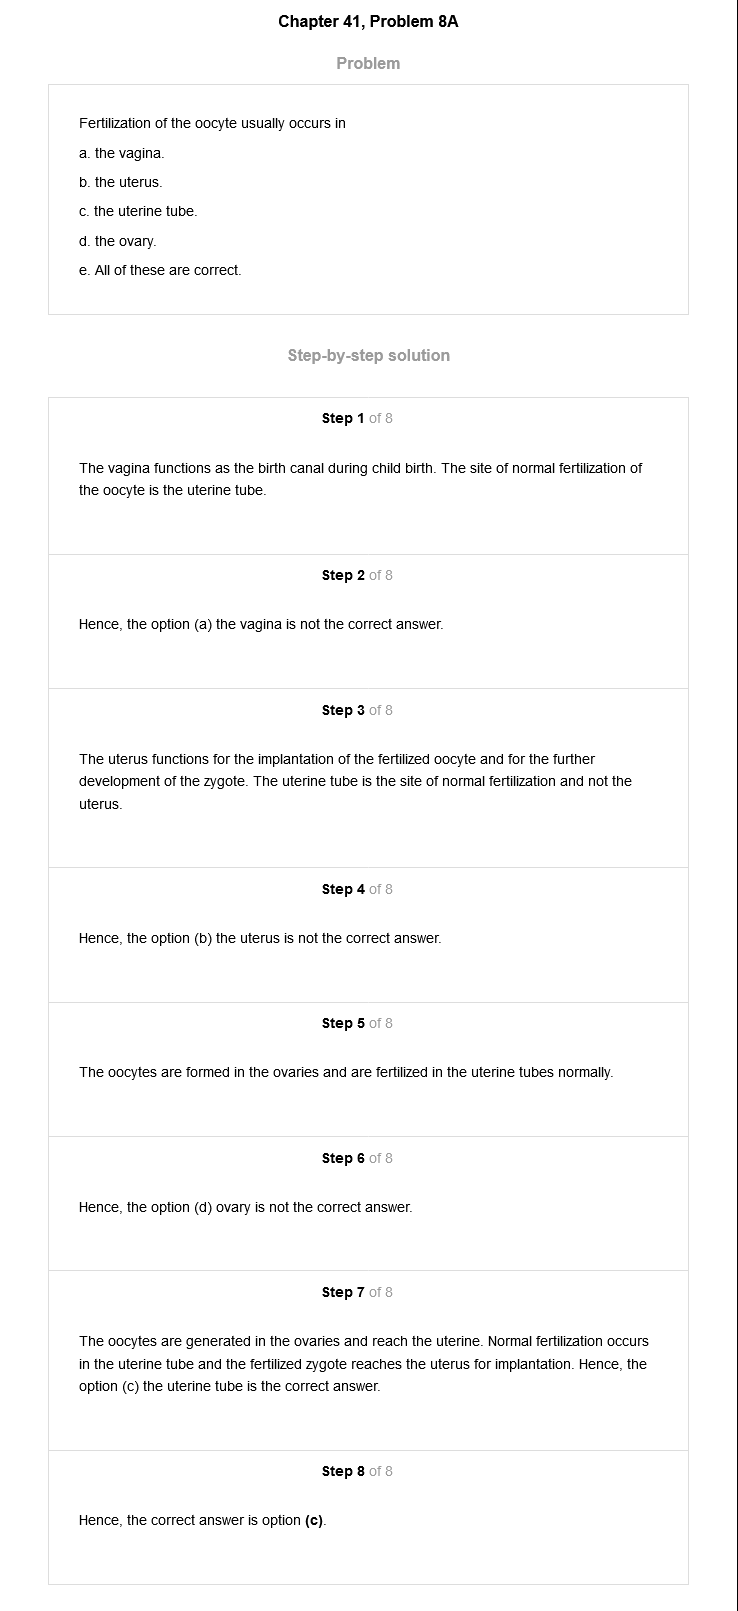 Chapter 41, Problem 8A
Problem
Fertilization of the oocyte usually occurs in
a. the vagina.
b. the uterus.
c. the uterine tube.
d. the ovary.
e. All of these are correct.
Step-by-step solution
Step 1 of 8
The vagina functions as the birth canal during child birth. The site of normal fertilization of
the oocyte is the uterine tube.
Step 2 of 8
Hence, the option (a) the vagina is not the correct answer.
Step 3 of 8
The uterus functions for the implantation of the fertilized oocyte and for the further
development of the zygote. The uterine tube is the site of normal fertilization and not the
uterus.
Step 4 of 8
Hence, the option (b) the uterus is not the correct answer.
Step 5 of 8
The oocytes are formed in the ovaries and are fertilized in the uterine tubes normally.
Step 6 of 8
Hence, the option (d) ovary is not the correct answer.
Step 7 of 8
The oocytes are generated in the ovaries and reach the uterine. Normal fertilization occurs
in the uterine tube and the fertilized zygote reaches the uterus for implantation. Hence, the
option (c) the uterine tube is the correct answer.
Step 8 of 8
Hence, the correct answer is option (c).